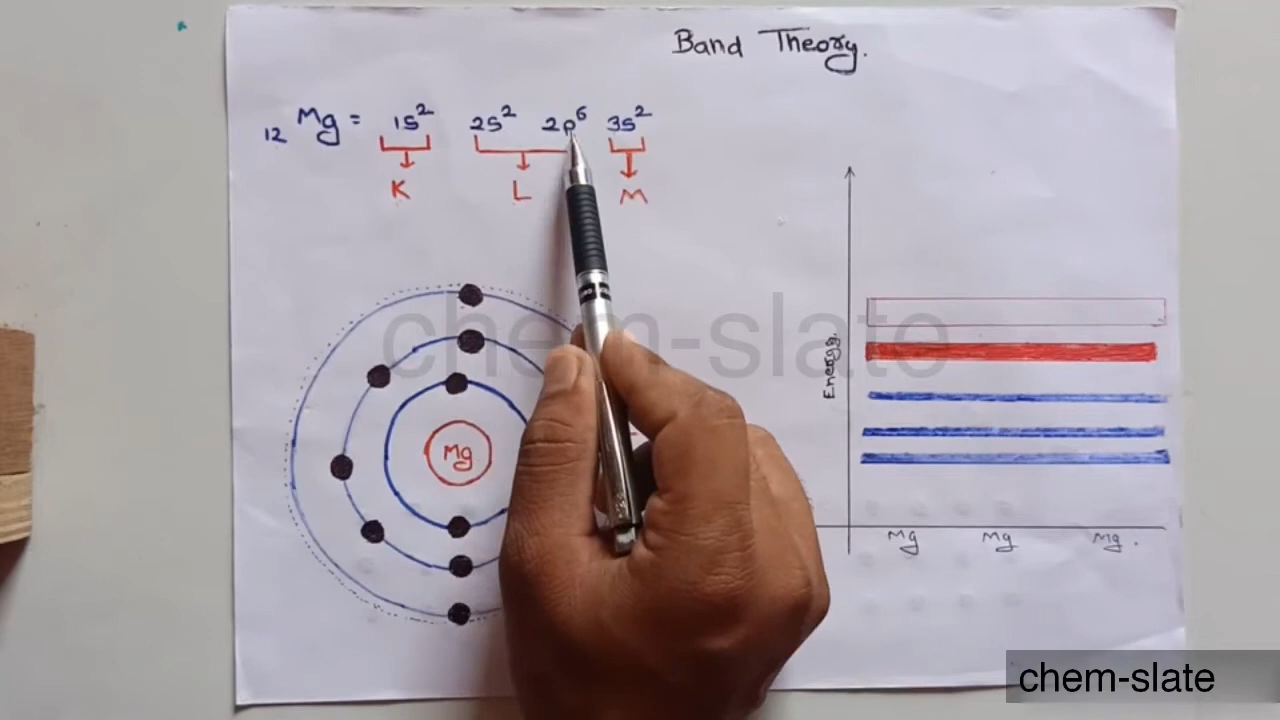 Band Theory.
12 Mg = 1s² 2s² 2p⁶ 3s²
K L M
chem-slate
Energy.
Mg
Mg Mg Mg.
chem-slate